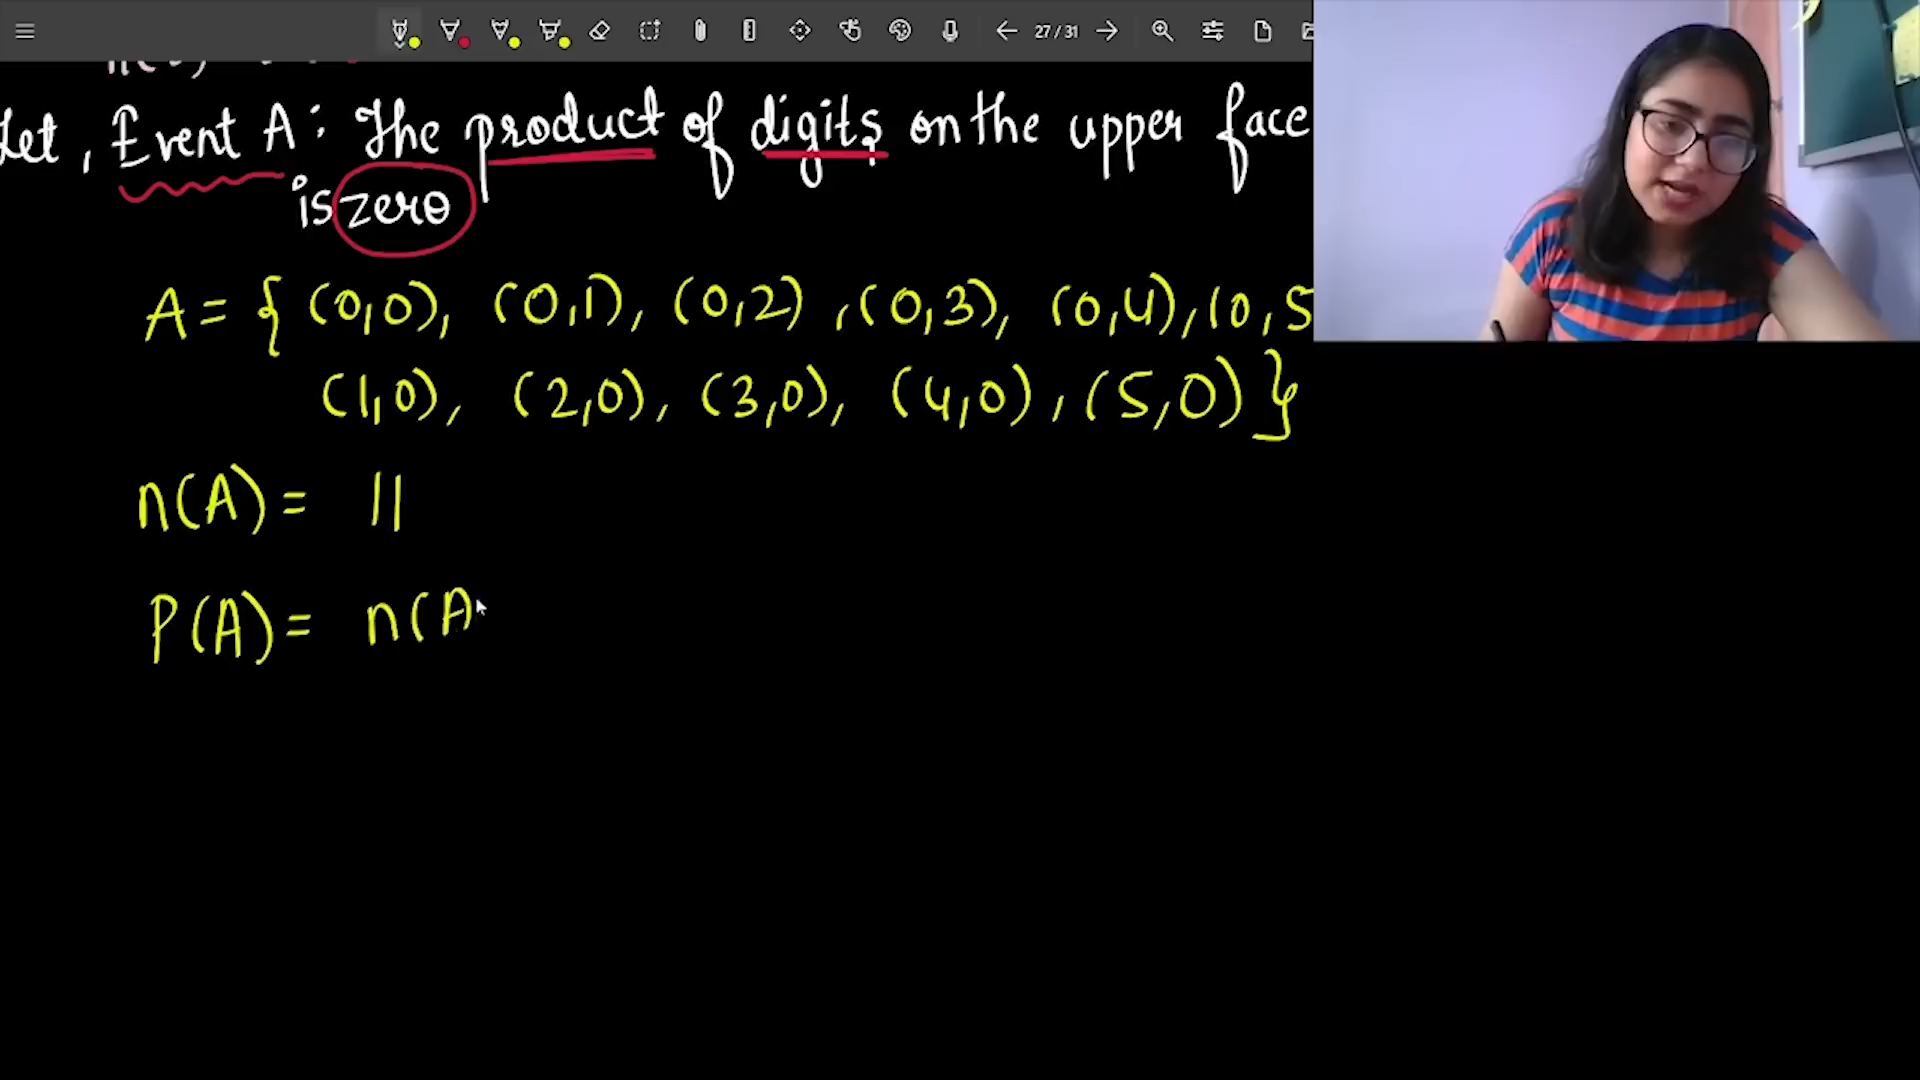 27/31
Let, Event A: The product of digits on the upper face
is zero
A = { (0,0), (0,1), (0,2), (0,3), (0,4), (0,5
(1,0), (2,0), (3,0), (4,0), (5,0) }
n(A) = 11
P(A) = n(A